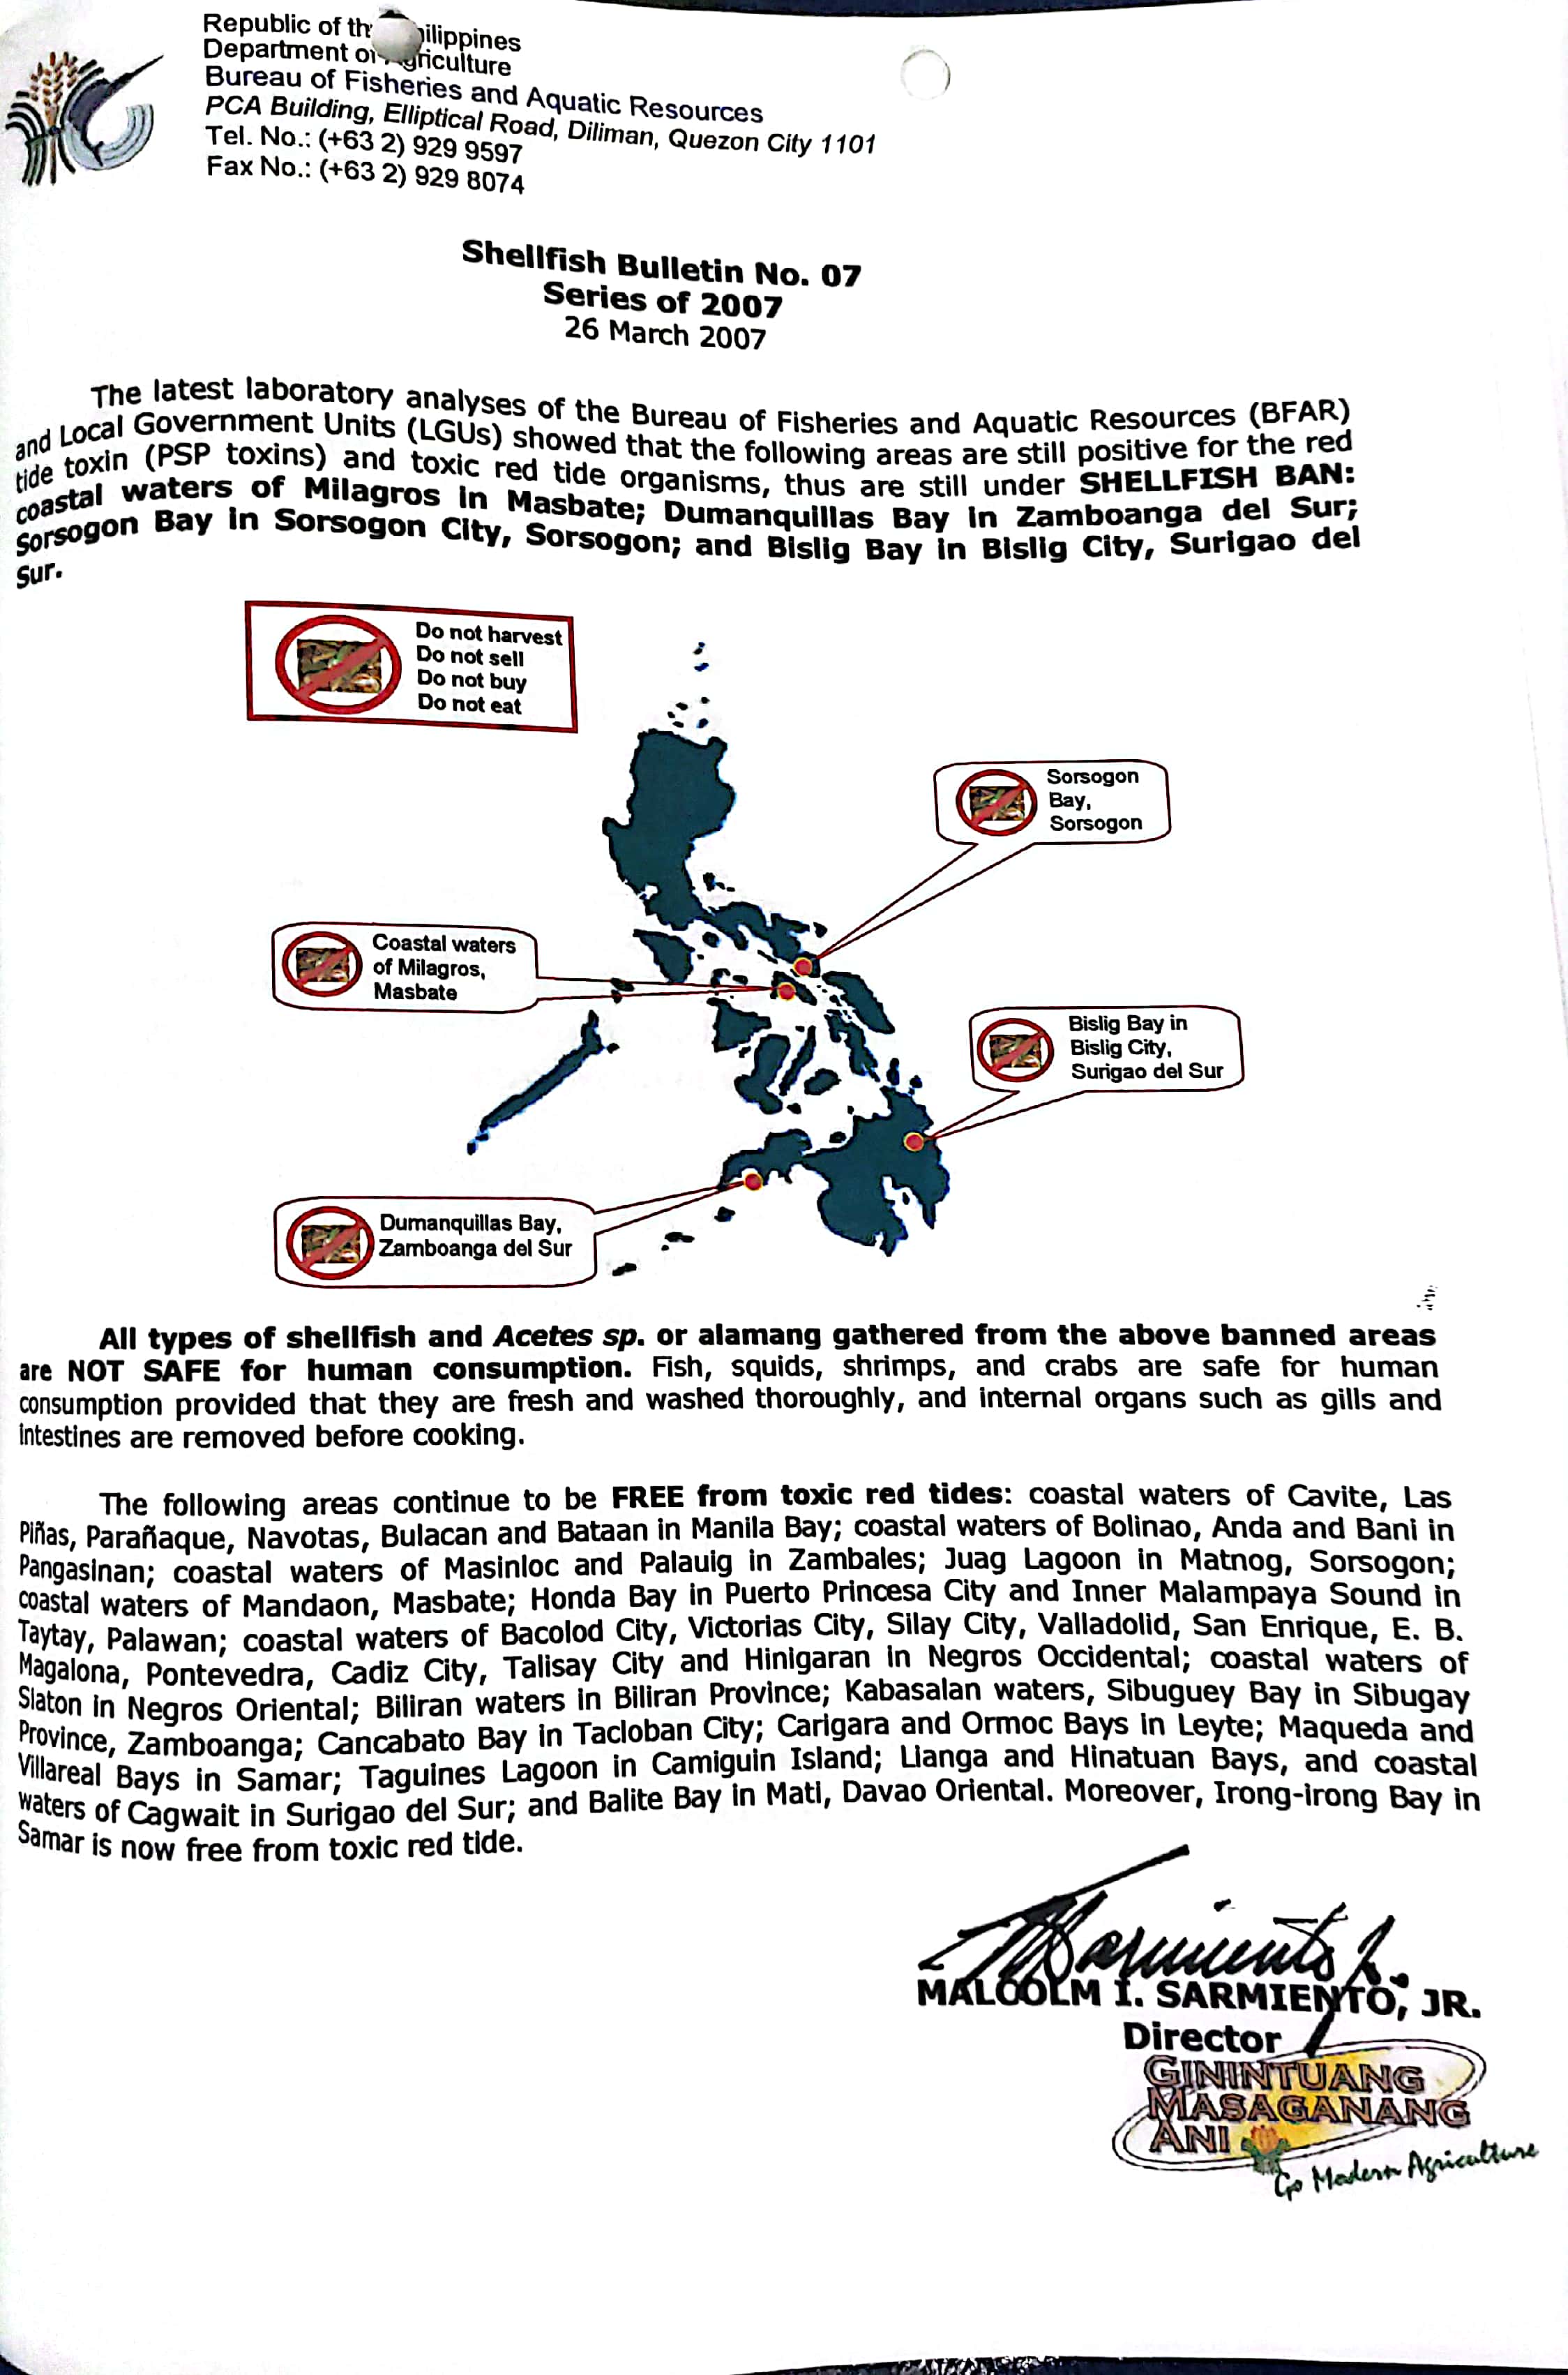 Republic of the Philippines
Department of Agriculture
Bureau of Fisheries and Aquatic Resources
PCA Building, Elliptical Road, Diliman, Quezon City 1101
Tel. No.: (+63 2) 929 9597
Fax No.: (+63 2) 929 8074
Shellfish Bulletin No. 07
Series of 2007
26 March 2007
The latest laboratory analyses of the Bureau of Fisheries and Aquatic Resources (BFAR)
and Local Government Units (LGUs) showed that the following areas are still positive for the red
tide toxin (PSP toxins) and toxic red tide organisms, thus are still under SHELLFISH BAN:
coastal waters of Milagros in Masbate; Dumanquillas Bay in Zamboanga del Sur;
Sorsogon Bay in Sorsogon City, Sorsogon; and Bislig Bay in Bislig City, Surigao del
Sur.
Do not harvest
Do not sell
Do not buy
Do not eat
Sorsogon
Bay,
Sorsogon
Coastal waters
of Milagros,
Masbate
Bislig Bay in
Bislig City,
Surigao del Sur
Dumanquillas Bay,
Zamboanga del Sur
All types of shellfish and Acetes sp. or alamang gathered from the above banned areas
are NOT SAFE for human consumption. Fish, squids, shrimps, and crabs are safe for human
consumption provided that they are fresh and washed thoroughly, and internal organs such as gills and
intestines are removed before cooking.
The following areas continue to be FREE from toxic red tides: coastal waters of Cavite, Las
Piñas, Parañaque, Navotas, Bulacan and Bataan in Manila Bay; coastal waters of Bolinao, Anda and Bani in
Pangasinan; coastal waters of Masinloc and Palauig in Zambales; Juag Lagoon in Matnog, Sorsogon;
coastal waters of Mandaon, Masbate; Honda Bay in Puerto Princesa City and Inner Malampaya Sound in
Taytay, Palawan; coastal waters of Bacolod City, Victorias City, Silay City, Valladolid, San Enrique, E. B.
Magalona, Pontevedra, Cadiz City, Talisay City and Hinigaran in Negros Occidental; coastal waters of
Siaton in Negros Oriental; Biliran waters in Biliran Province; Kabasalan waters, Sibuguey Bay in Sibugay
Province, Zamboanga; Cancabato Bay in Tacloban City; Carigara and Ormoc Bays in Leyte; Maqueda and
Villareal Bays in Samar; Taguines Lagoon in Camiguin Island; Lianga and Hinatuan Bays, and coastal
waters of Cagwait in Surigao del Sur; and Balite Bay in Mati, Davao Oriental. Moreover, Irong-irong Bay in
Samar is now free from toxic red tide.
MALCOLM I. SARMIENTO, JR.
Director
GININTUANG
MASAGANANG
ANI
Go Modern Agriculture